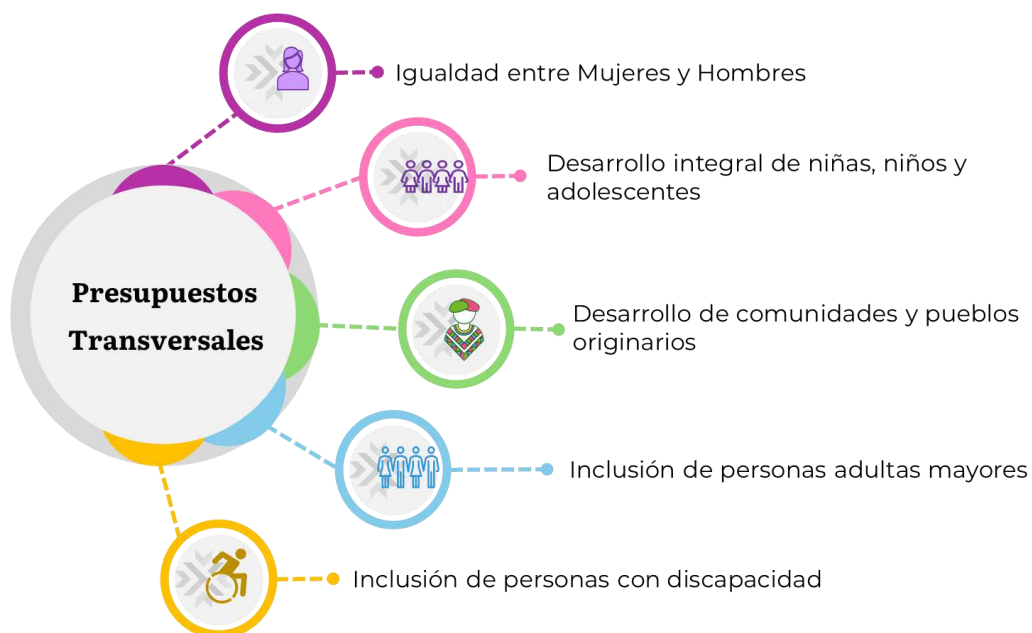 Igualdad entre Mujeres y Hombres
Desarrollo integral de niñas, niños y
adolescentes
Presupuestos
Transversales
Desarrollo de comunidades y pueblos
originarios
Inclusión de personas adultas mayores
Inclusión de personas con discapacidad